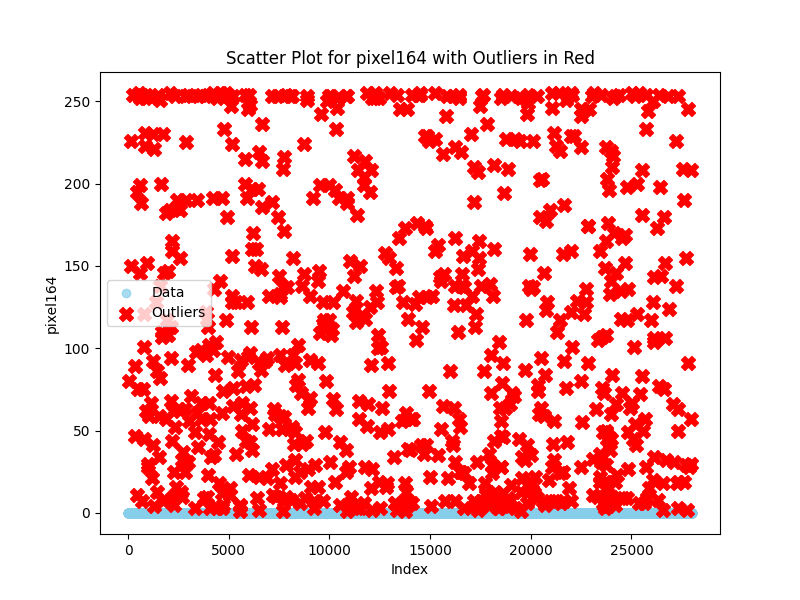 Scatter Plot for pixel164 with Outliers in Red
250
200
150
100
50
0
pixel164
Data
Outliers
0 5000 10000 15000 20000 25000
Index